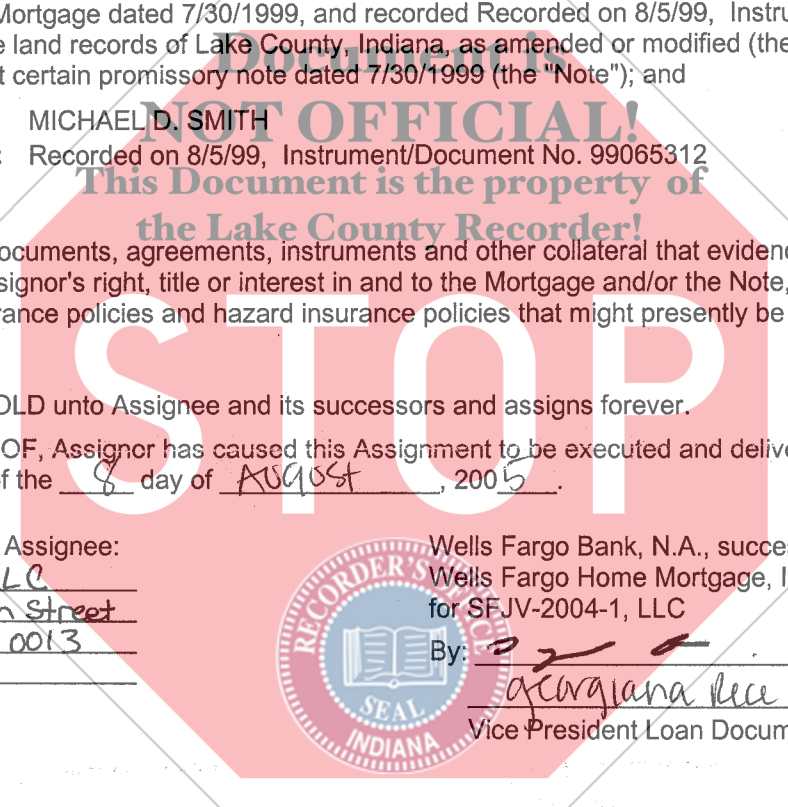 Mortgage dated 7/30/1999, and recorded Recorded on 8/5/99, Instru
e land records of Lake County, Indiana, as amended or modified (the
t certain promissory note dated 7/30/1999 (the "Note"); and
Document is
NOT OFFICIAL!
MICHAEL D. SMITH
: Recorded on 8/5/99, Instrument/Document No. 99065312
This Document is the property of
the Lake County Recorder!
ocuments, agreements, instruments and other collateral that evidenc
signor's right, title or interest in and to the Mortgage and/or the Note,
rance policies and hazard insurance policies that might presently be
STOP
OLD unto Assignee and its successors and assigns forever.
OF, Assignor has caused this Assignment to be executed and delive
f the 8 day of August, 2005.
Assignee:
LC
n Street
0013
Wells Fargo Bank, N.A., succes
Wells Fargo Home Mortgage, I
for SFJV-2004-1, LLC
By:
georgiana Rice
Vice President Loan Docum
RECORDER'S OFFICE
SEAL
INDIANA